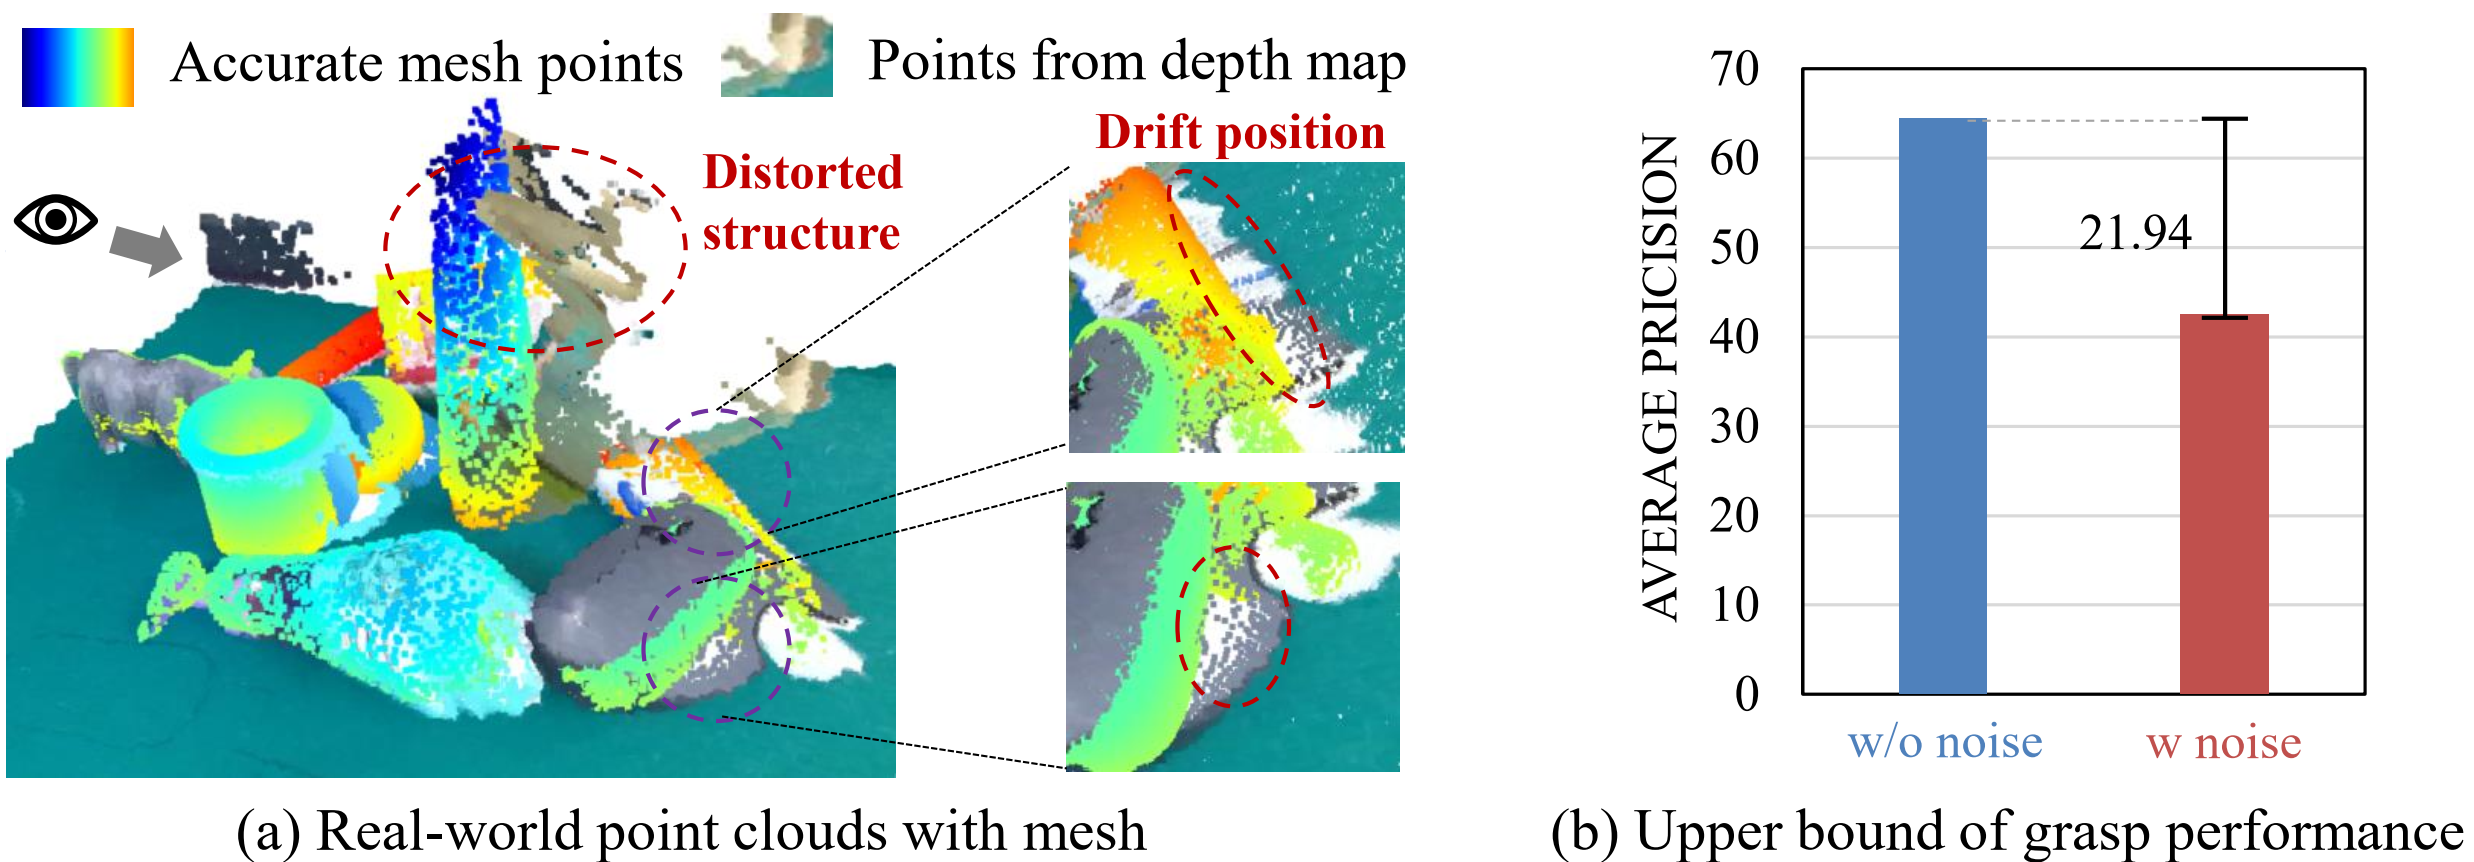 Accurate mesh points
Points from depth map
Distorted
structure
Drift position
(a) Real-world point clouds with mesh
AVERAGE PRICISION
70
60
50
40
30
20
10
0
21.94
w/o noise
w noise
(b) Upper bound of grasp performance